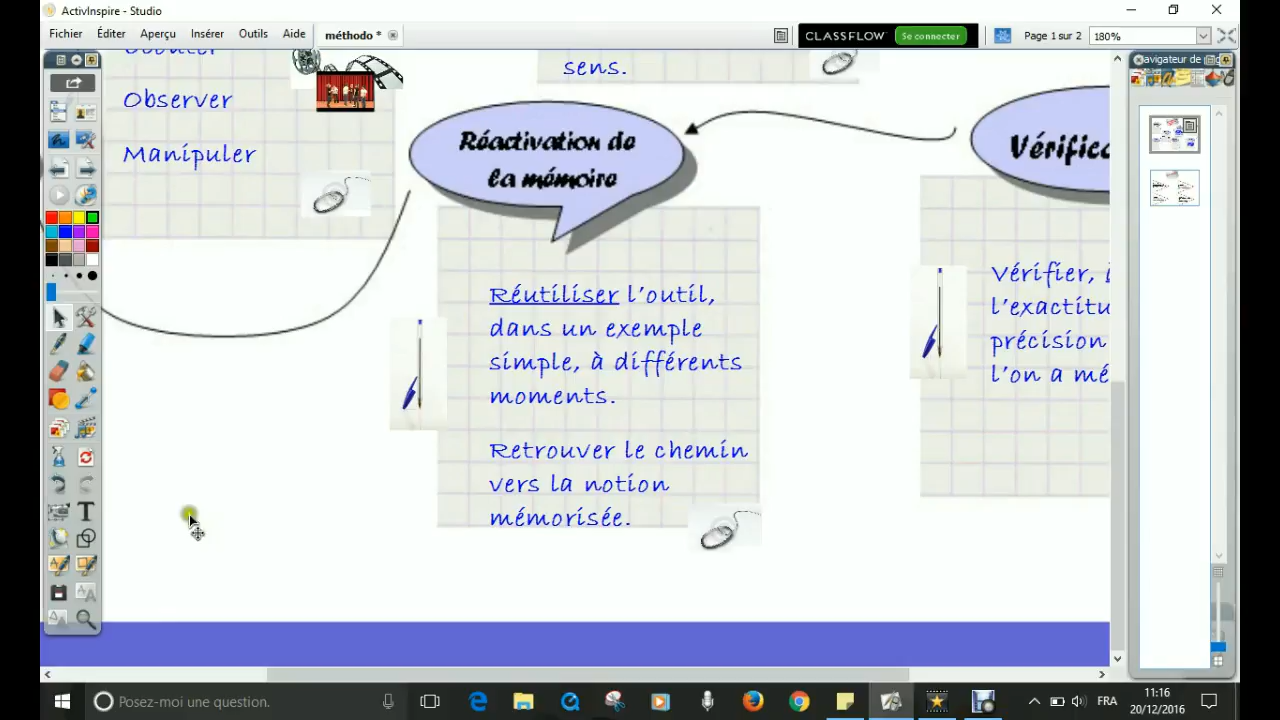 ActivInspire - Studio
Fichier Éditer Aperçu Insérer Outils Aide méthodo * CLASSFLOW Se connecter Page 1 sur 2 180%
Navigateur de
sens.
Observer
Manipuler
Réactivation de
la mémoire
Réutiliser l'outil,
dans un exemple
simple, à différents
moments.
Retrouver le chemin
vers la notion
mémorisée.
Vérifica
Vérifier,
l'exactitu
précision
l'on a mé
Posez-moi une question.
FRA
11:16
20/12/2016